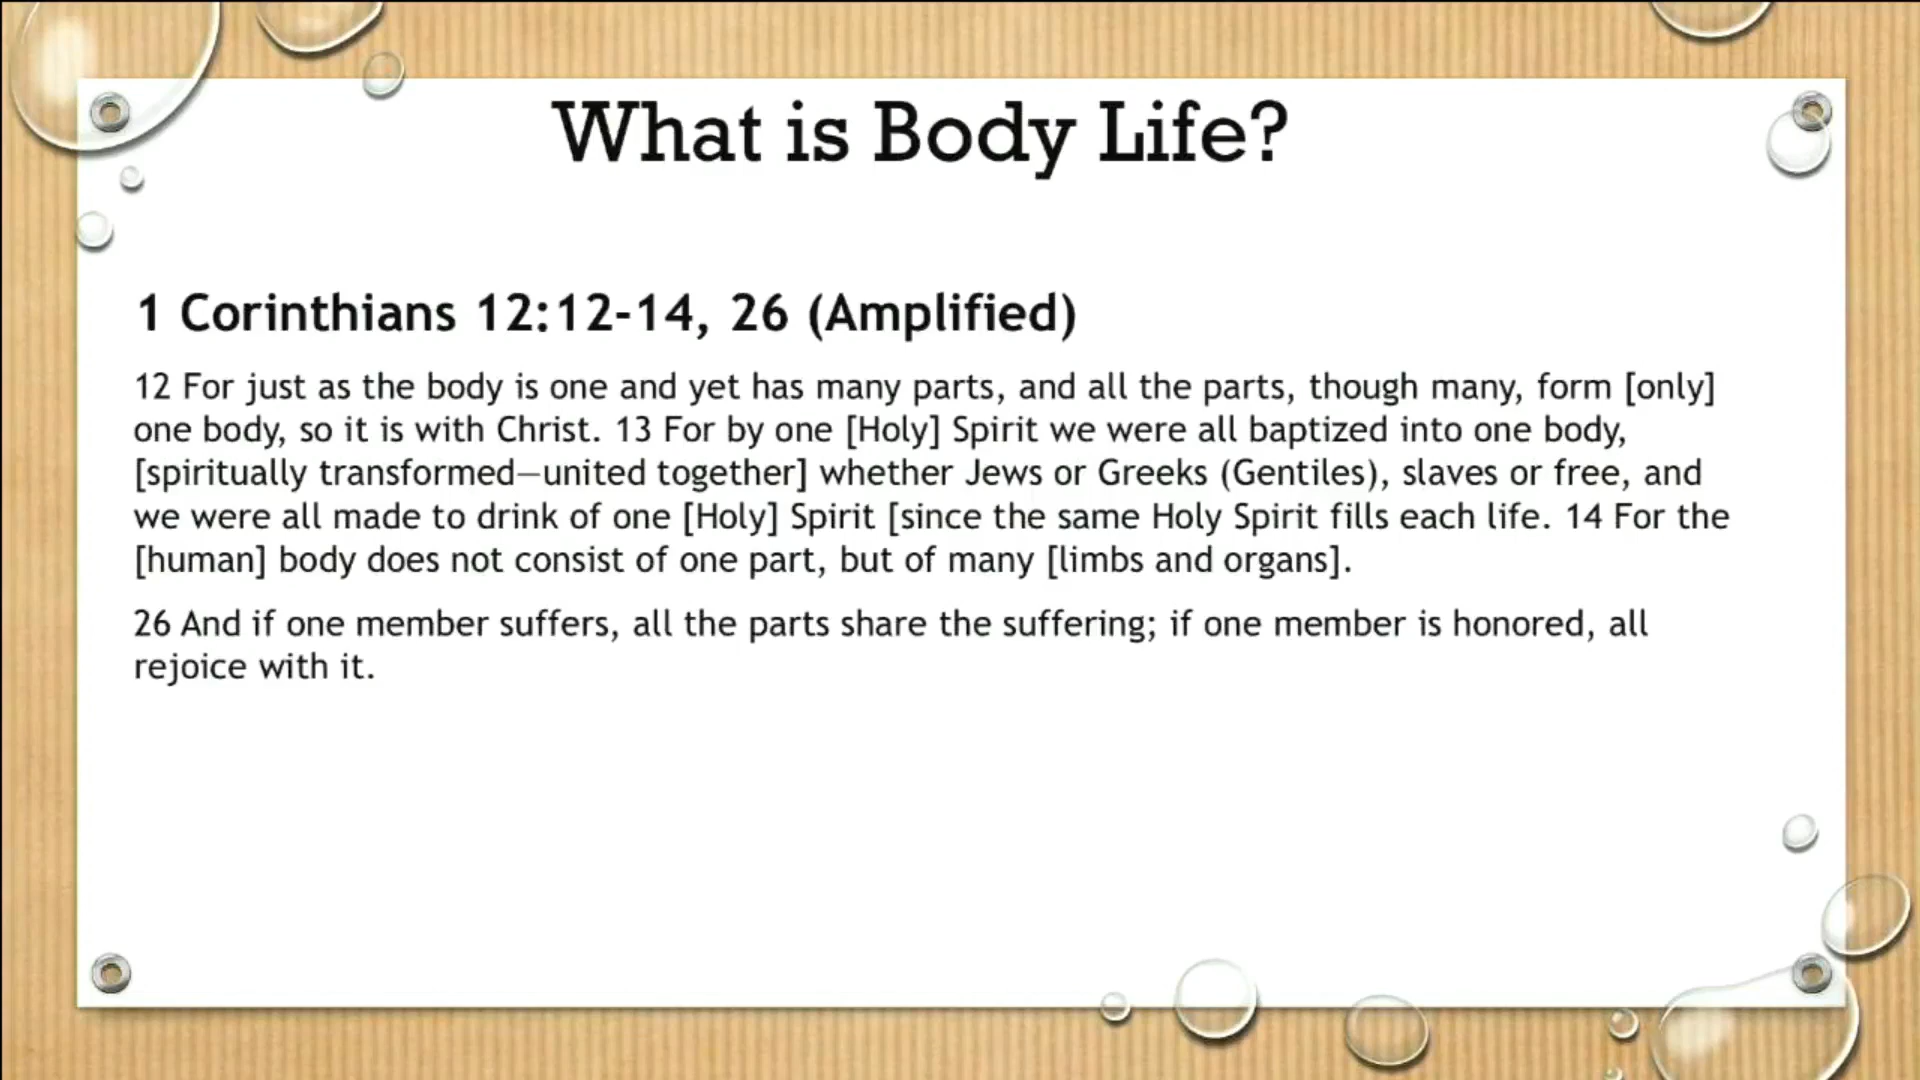 What is Body Life?
1 Corinthians 12:12-14, 26 (Amplified)
12 For just as the body is one and yet has many parts, and all the parts, though many, form [only]
one body, so it is with Christ. 13 For by one [Holy] Spirit we were all baptized into one body,
[spiritually transformed—united together] whether Jews or Greeks (Gentiles), slaves or free, and
we were all made to drink of one [Holy] Spirit [since the same Holy Spirit fills each life. 14 For the
[human] body does not consist of one part, but of many [limbs and organs].
26 And if one member suffers, all the parts share the suffering; if one member is honored, all
rejoice with it.